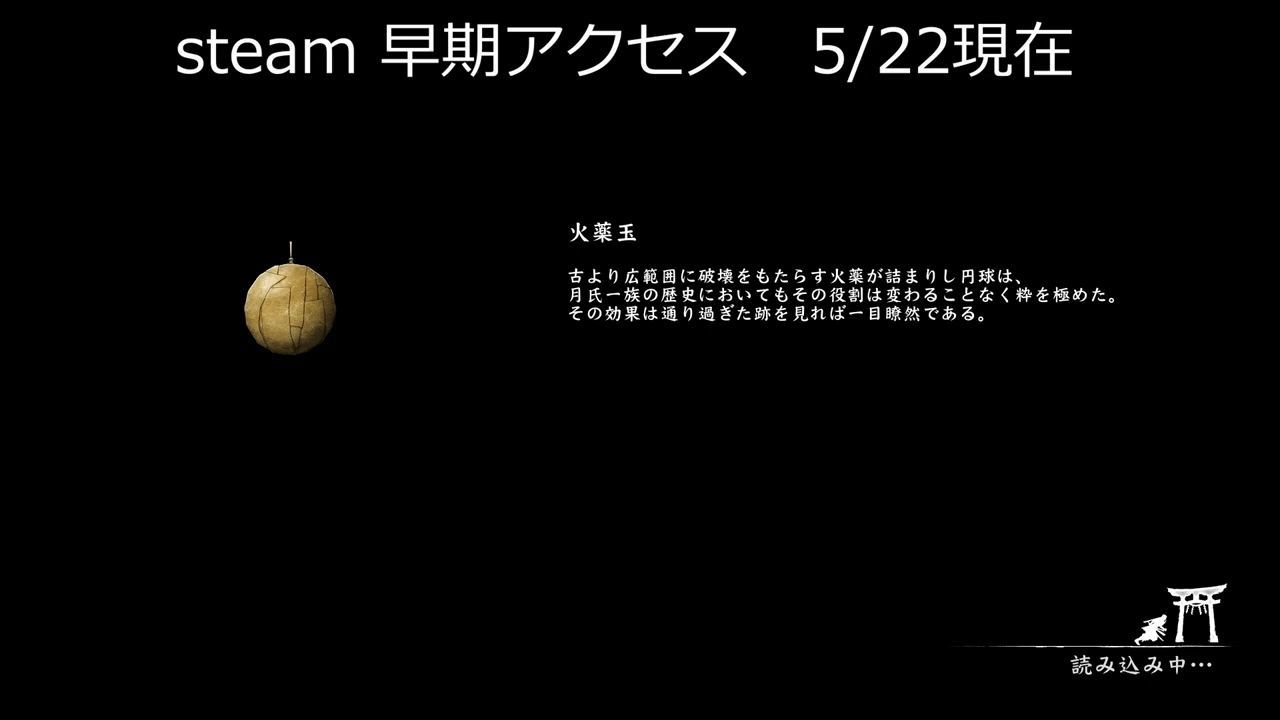 steam 早期アクセス　5/22現在
火薬玉
古より広範囲に破壊をもたらす火薬が詰まりし円球は、
月氏一族の歴史においてもその役割は変わることなく粋を極めた。
その効果は通り過ぎた跡を見れば一目瞭然である。
読み込み中…